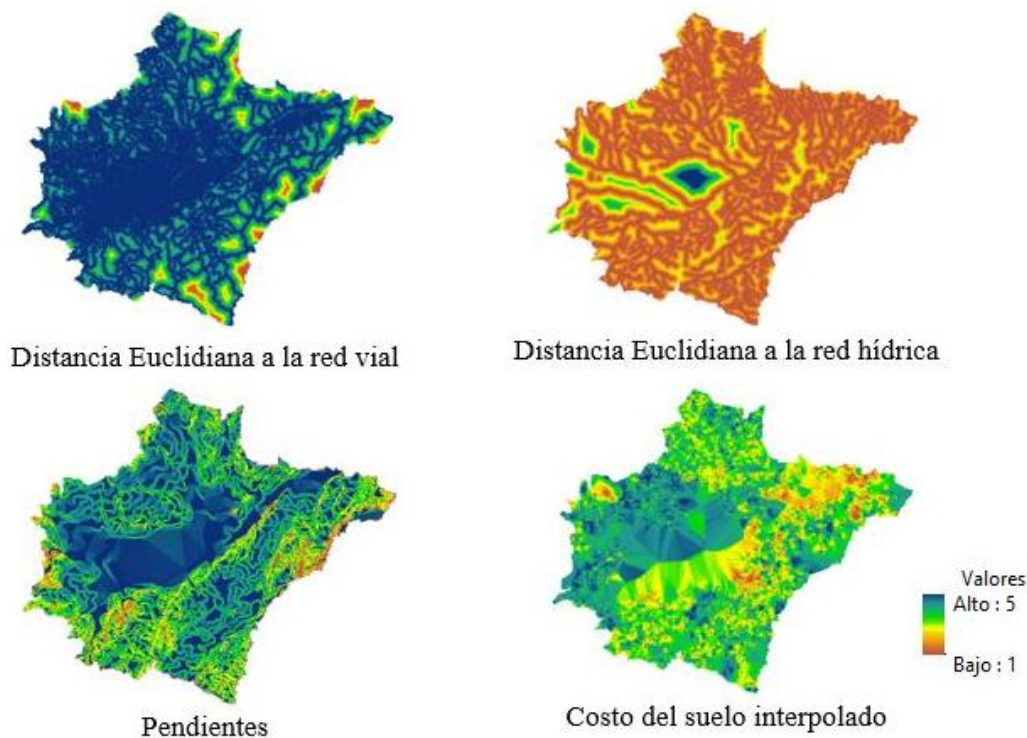 Distancia Euclidiana a la red vial
Distancia Euclidiana a la red hídrica
Pendientes
Costo del suelo interpolado
Valores
Alto : 5
Bajo : 1